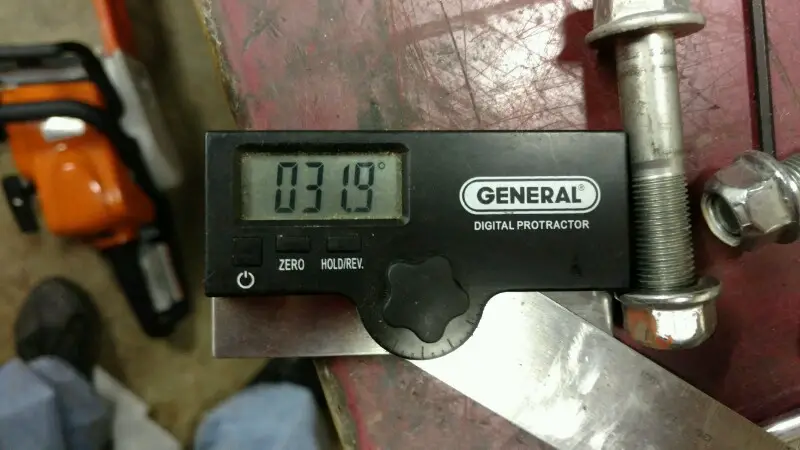 031.9°
GENERAL®
DIGITAL PROTRACTOR
ZERO HOLD/REV.